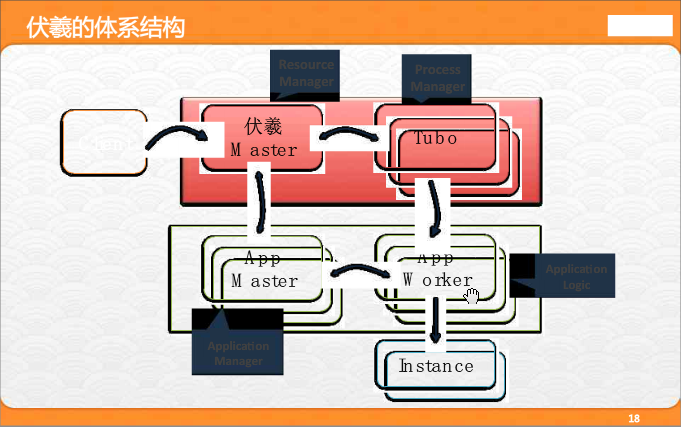 伏羲的体系结构
Resource
Manager
Process
Manager
伏羲
Master
Tubo
App
Master
App
Worker
Application
Logic
Application
Manager
Instance
18